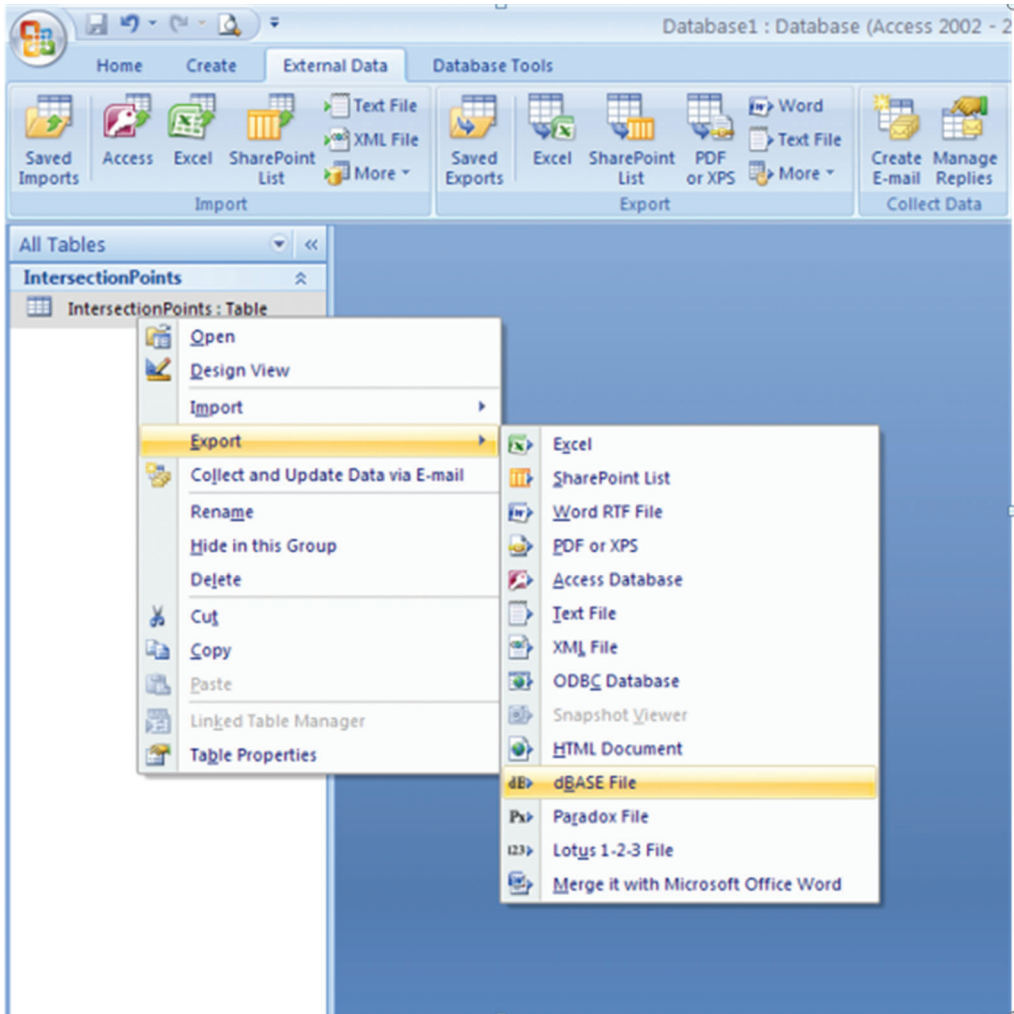 Database1 : Database (Access 2002 - 2
Home Create External Data Database Tools
Saved Imports
Access
Excel
SharePoint List
Text File
XML File
More
Import
Saved Exports
Excel
SharePoint List
PDF or XPS
Word
Text File
More
Export
Create E-mail
Manage Replies
Collect Data
All Tables
IntersectionPoints
IntersectionPoints : Table
Open
Design View
Import
Export
Collect and Update Data via E-mail
Rename
Hide in this Group
Delete
Cut
Copy
Paste
Linked Table Manager
Table Properties
Excel
SharePoint List
Word RTF File
PDF or XPS
Access Database
Text File
XML File
ODBC Database
Snapshot Viewer
HTML Document
dB dBASE File
Px Paradox File
123 Lotus 1-2-3 File
Merge it with Microsoft Office Word